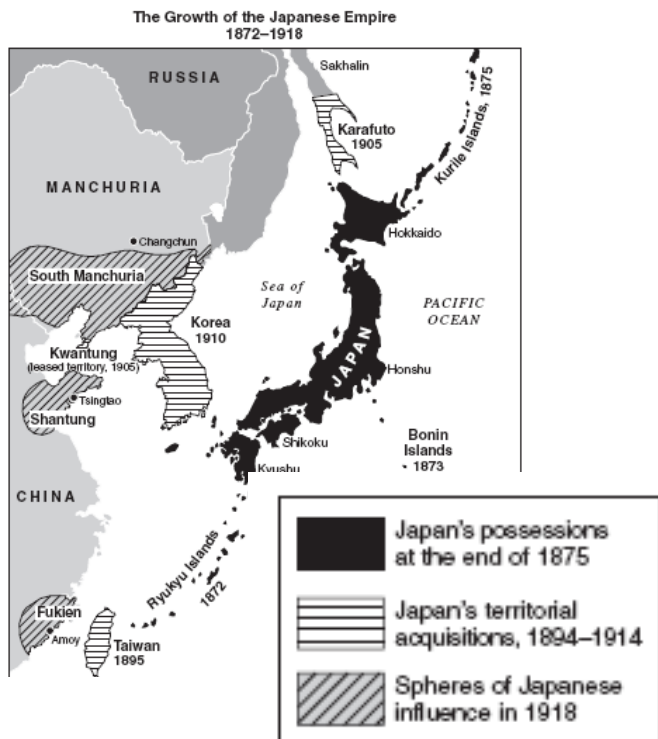 The Growth of the Japanese Empire
1872–1918
RUSSIA
Sakhalin
Karafuto
1905
Kurile Islands, 1875
MANCHURIA
Changchun
Hokkaido
South Manchuria
Sea of
Japan
PACIFIC
OCEAN
Korea
1910
Kwantung
(leased territory, 1905)
JAPAN
Honshu
Tsingtao
Shantung
Shikoku
Bonin
Islands
1873
Kyushu
CHINA
Ryukyu Islands
1872
Fukien
Amoy
Taiwan
1895
Japan's possessions
at the end of 1875
Japan's territorial
acquisitions, 1894–1914
Spheres of Japanese
influence in 1918